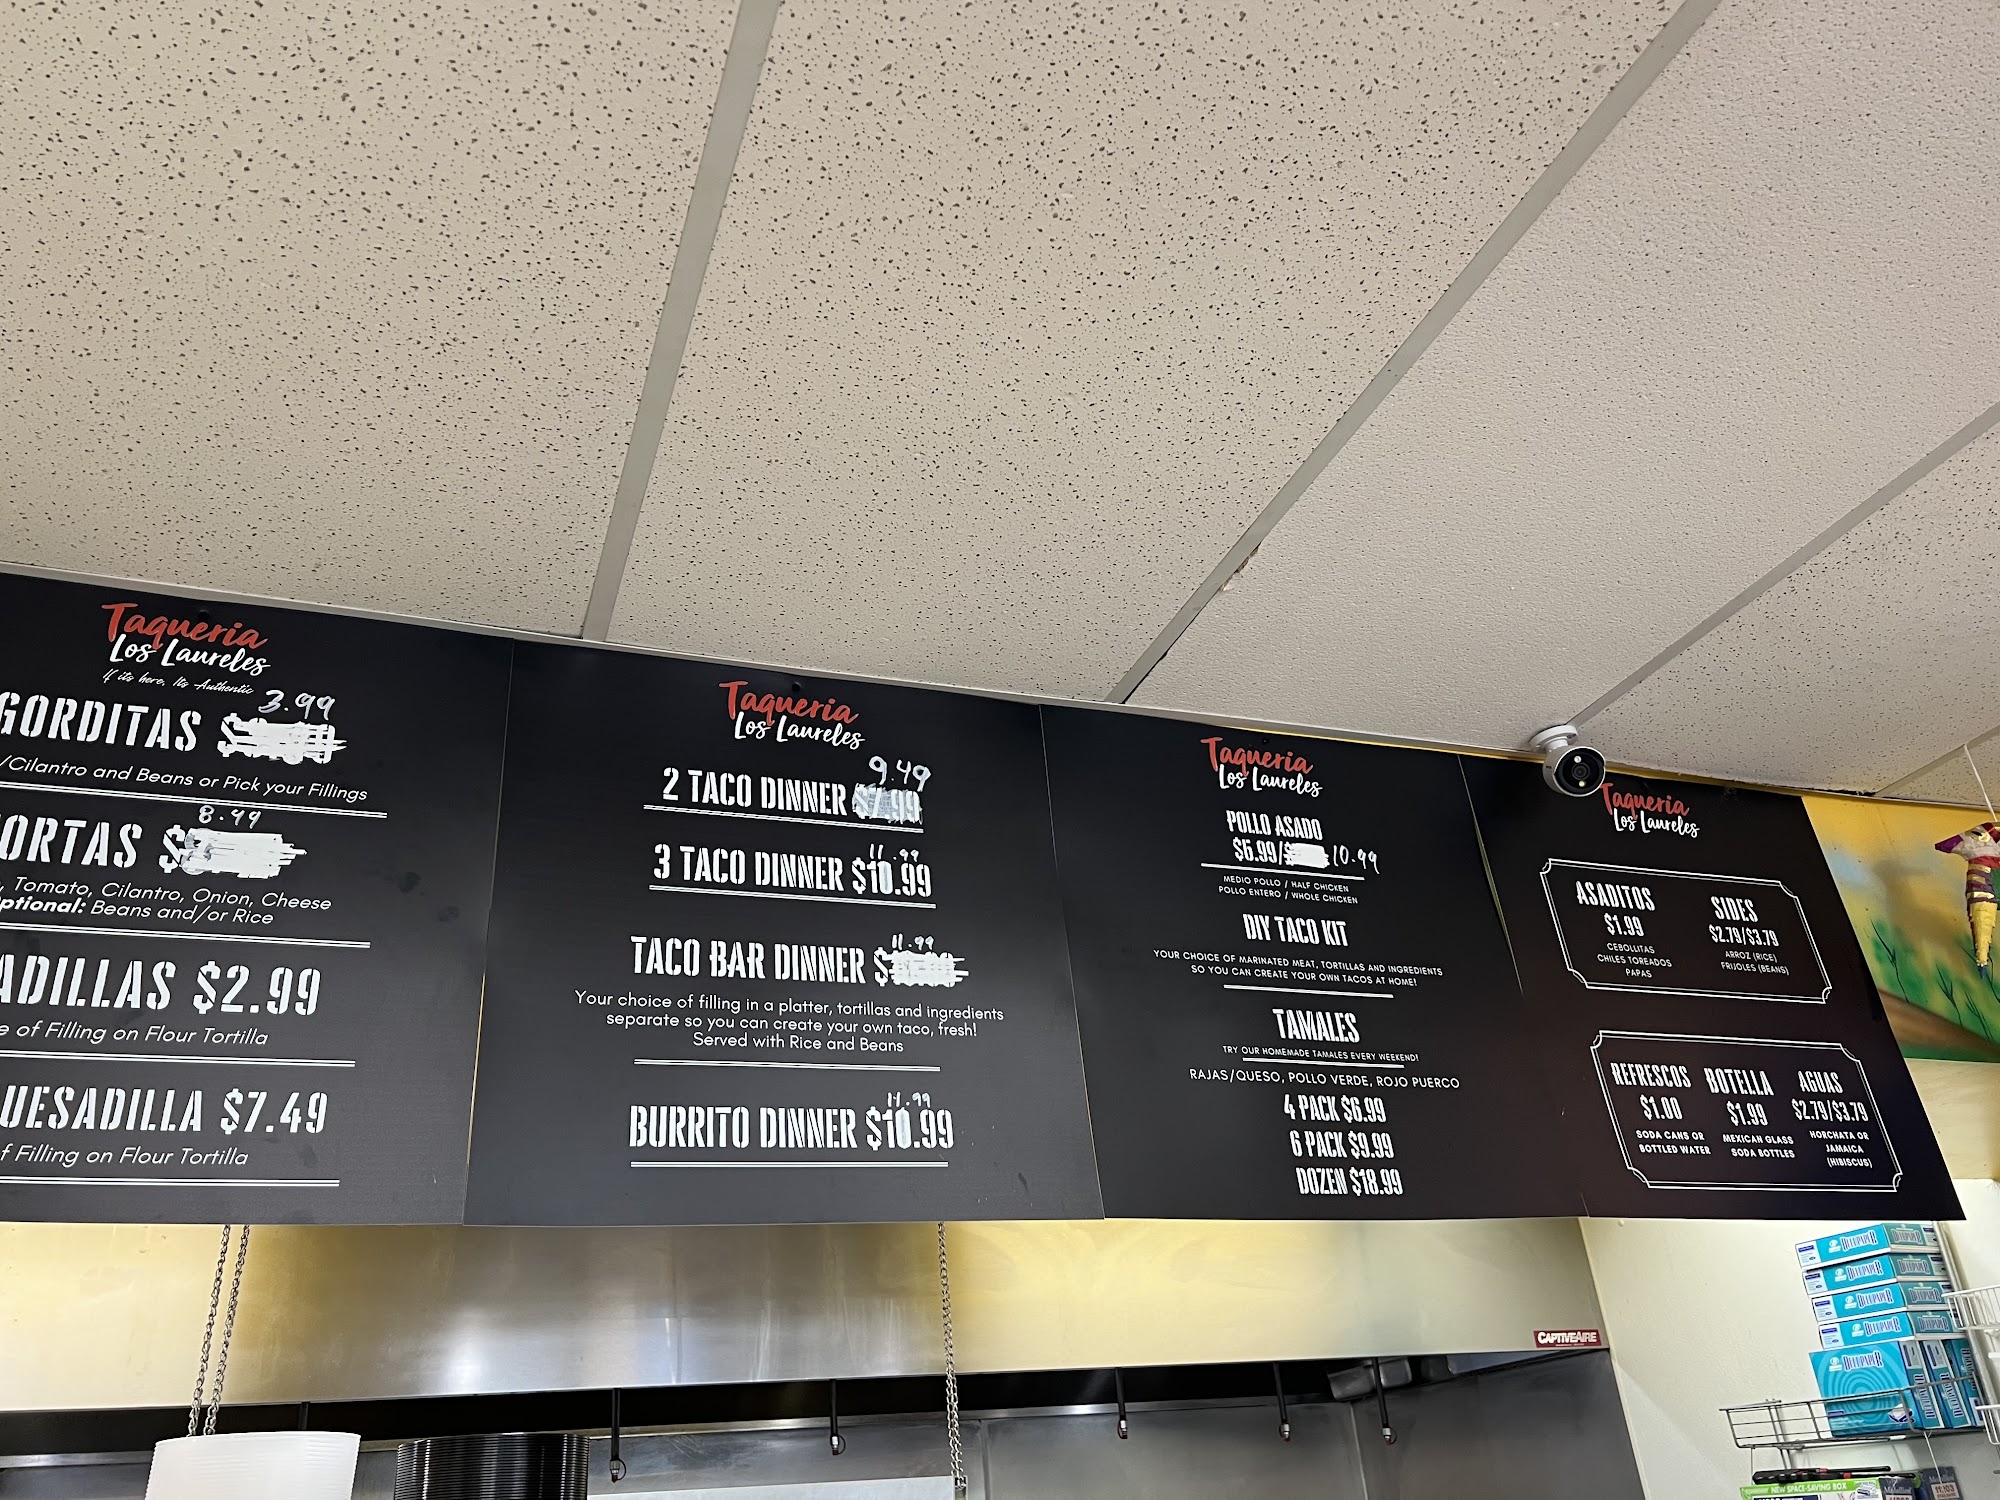 Taqueria
Los Laureles
If its here, Its Authentic
GORDITAS $ 3.99
/Cilantro and Beans or Pick your Fillings
ORTAS $ 8.49
, Tomato, Cilantro, Onion, Cheese
ptional: Beans and/or Rice
ADILLAS $2.99
e of Filling on Flour Tortilla
UESADILLA $7.49
f Filling on Flour Tortilla
Taqueria
Los Laureles
9.49
2 TACO DINNER $7.99
11.99
3 TACO DINNER $10.99
11.99
TACO BAR DINNER $
Your choice of filling in a platter, tortillas and ingredients
separate so you can create your own taco, fresh!
Served with Rice and Beans
BURRITO DINNER $10.99
Taqueria
Los Laureles
POLLO ASADO
$6.99/ 10.99
MEDIO POLLO / HALF CHICKEN
POLLO ENTERO / WHOLE CHICKEN
DIY TACO KIT
YOUR CHOICE OF MARINATED MEAT, TORTILLAS AND INGREDIENTS
SO YOU CAN CREATE YOUR OWN TACOS AT HOME!
TAMALES
TRY OUR HOMEMADE TAMALES EVERY WEEKEND!
RAJAS/QUESO, POLLO VERDE, ROJO PUERCO
4 PACK $6.99
6 PACK $9.99
DOZEN $18.99
Taqueria
Los Laureles
ASADITOS
$1.99
CEBOLLITAS
CHILES TOREADOS
PAPAS
SIDES
$2.79/$3.79
ARROZ (RICE)
FRIJOLES (BEANS)
REFRESCOS
$1.00
SODA CANS OR
BOTTLED WATER
BOTELLA
$1.99
MEXICAN GLASS
SODA BOTTLES
AGUAS
$2.79/$3.79
HORCHATA OR
JAMAICA
(HIBISCUS)
CAPTIVEAIRE
NEW SPACE-SAVING BOX